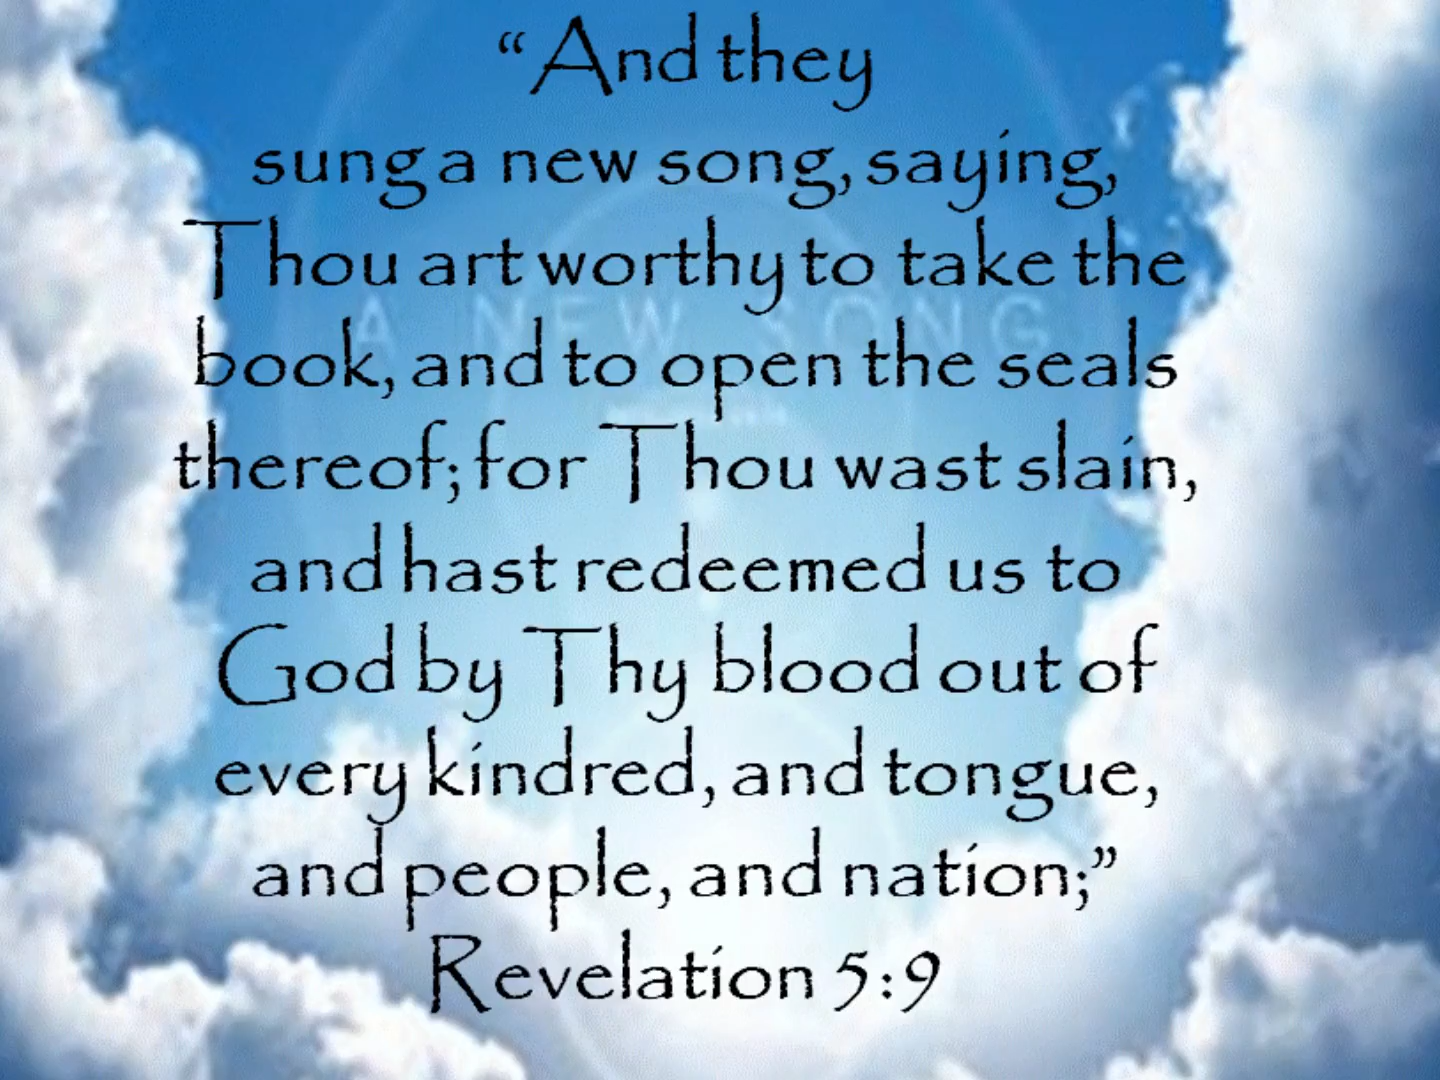 “And they
sung a new song, saying,
Thou art worthy to take the
A NEW SONG
book, and to open the seals
thereof; for Thou wast slain,
and hast redeemed us to
God by Thy blood out of
every kindred, and tongue,
and people, and nation;”
Revelation 5:9